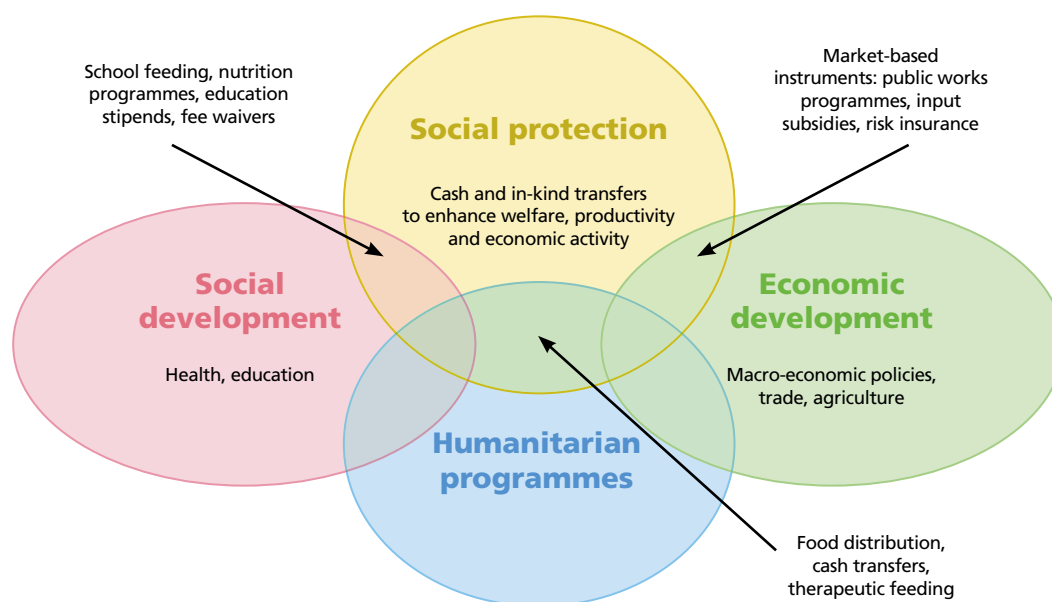 School feeding, nutrition
programmes, education
stipends, fee waivers
Market-based
instruments: public works
programmes, input
subsidies, risk insurance
Social protection
Cash and in-kind transfers
to enhance welfare, productivity
and economic activity
Social
development
Health, education
Economic
development
Macro-economic policies,
trade, agriculture
Humanitarian
programmes
Food distribution,
cash transfers,
therapeutic feeding